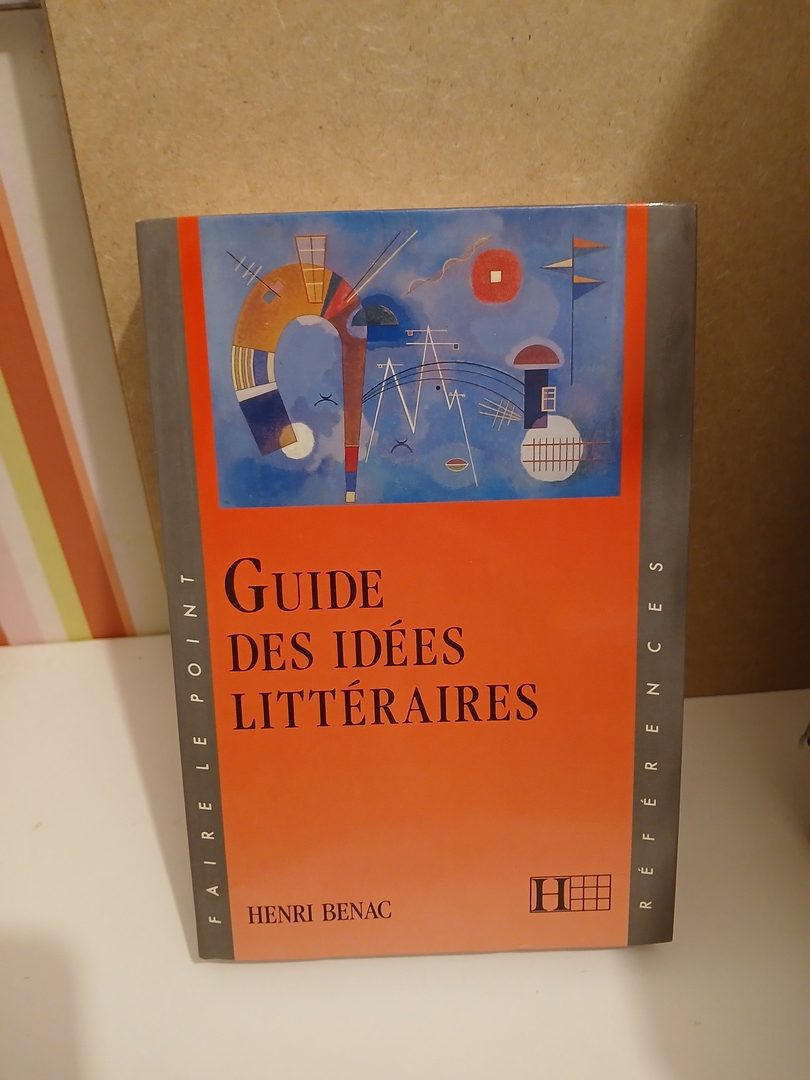 GUIDE
DES IDÉES
LITTÉRAIRES
HENRI BENAC
H
FAIRE LE POINT
RÉFÉRENCES